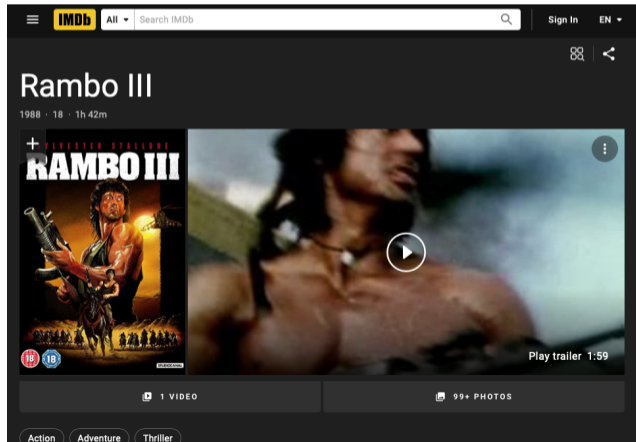 IMDb All Search IMDb Sign In EN
Rambo III
1988 · 18 · 1h 42m
SYLVESTER STALLONE
RAMBO III
18 18
STUDIOCANAL
Play trailer 1:59
1 VIDEO
99+ PHOTOS
Action Adventure Thriller